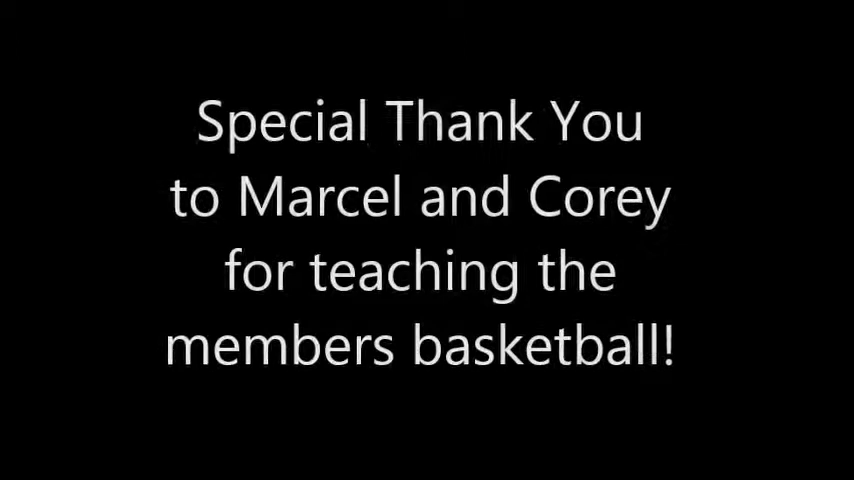 Special Thank You
to Marcel and Corey
for teaching the
members basketball!